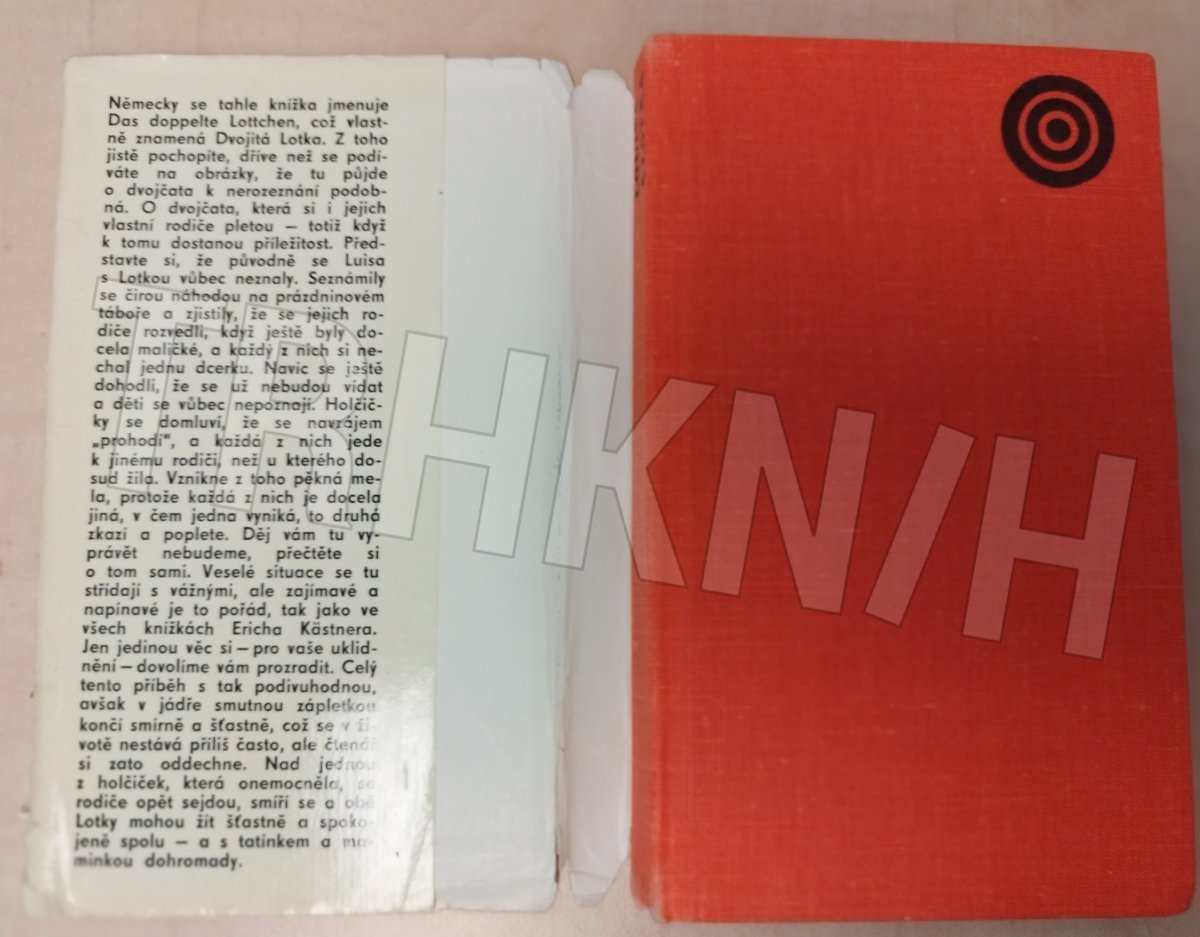 Německy se tahle knížka jmenuje
Das doppelte Lottchen, což vlast-
ně znamená Dvojitá Lotka. Z toho
jistě pochopíte, dříve než se podí-
váte na obrázky, že tu půjde
o dvojčata k nerozeznání podob-
ná. O dvojčata, která si i jejich
vlastní rodiče pletou — totiž když
k tomu dostanou příležitost. Před-
stavte si, že původně se Luisa
s Lotkou vůbec neznaly. Seznámily
se čirou náhodou na prázdninovém
táboře a zjistily, že se jejich ro-
diče rozvedli, když ještě byly do-
cela maličké, a každý z nich si ne-
chal jednu dcerku. Navíc se ještě
dohodli, že se už nebudou vídat
a děti se vůbec nepoznají. Holčič-
ky se domluví, že se navzájem
„prohodí“, a každá z nich jede
k jinému rodiči, než u kterého do-
sud žila. Vznikne z toho pěkná me-
la, protože každá z nich je docela
jiná, v čem jedna vyniká, to druhá
zkazí a poplete. Děj vám tu vy-
právět nebudeme, přečtěte si
o tom sami. Veselé situace se tu
střídají s vážnými, ale zajímavé a
napínavé je to pořád, tak jako ve
všech knížkách Ericha Kästnera.
Jen jedinou věc si — pro vaše uklid-
nění — dovolíme vám prozradit. Celý
tento příběh s tak podivuhodnou,
avšak v jádře smutnou zápletkou
končí smírně a šťastně, což se v ži-
votě nestává příliš často, ale čtenář
si zato oddechne. Nad jednou
z holčiček, která onemocněla, se
rodiče opět sejdou, smíří se a obě
Lotky mohou žít šťastně a spoko-
jeně spolu — a s tatínkem a ma-
minkou dohromady.
TRHKNIH